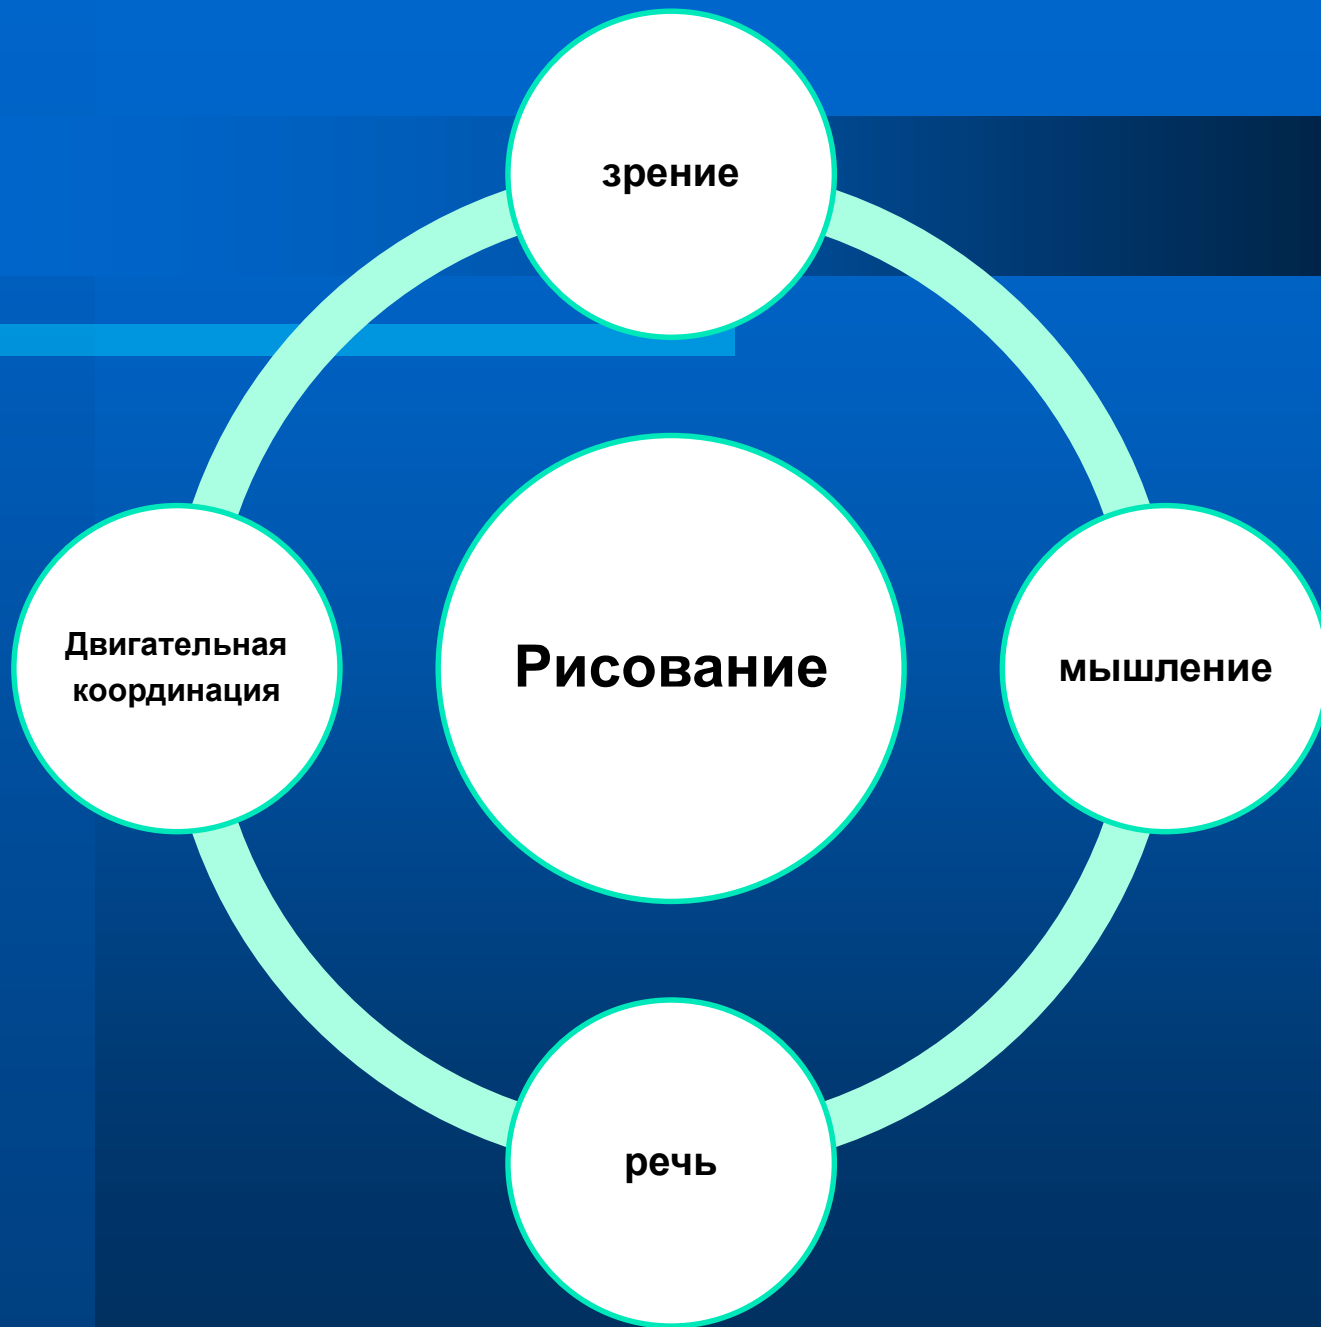 зрение
Двигательная
координация
Рисование
мышление
речь